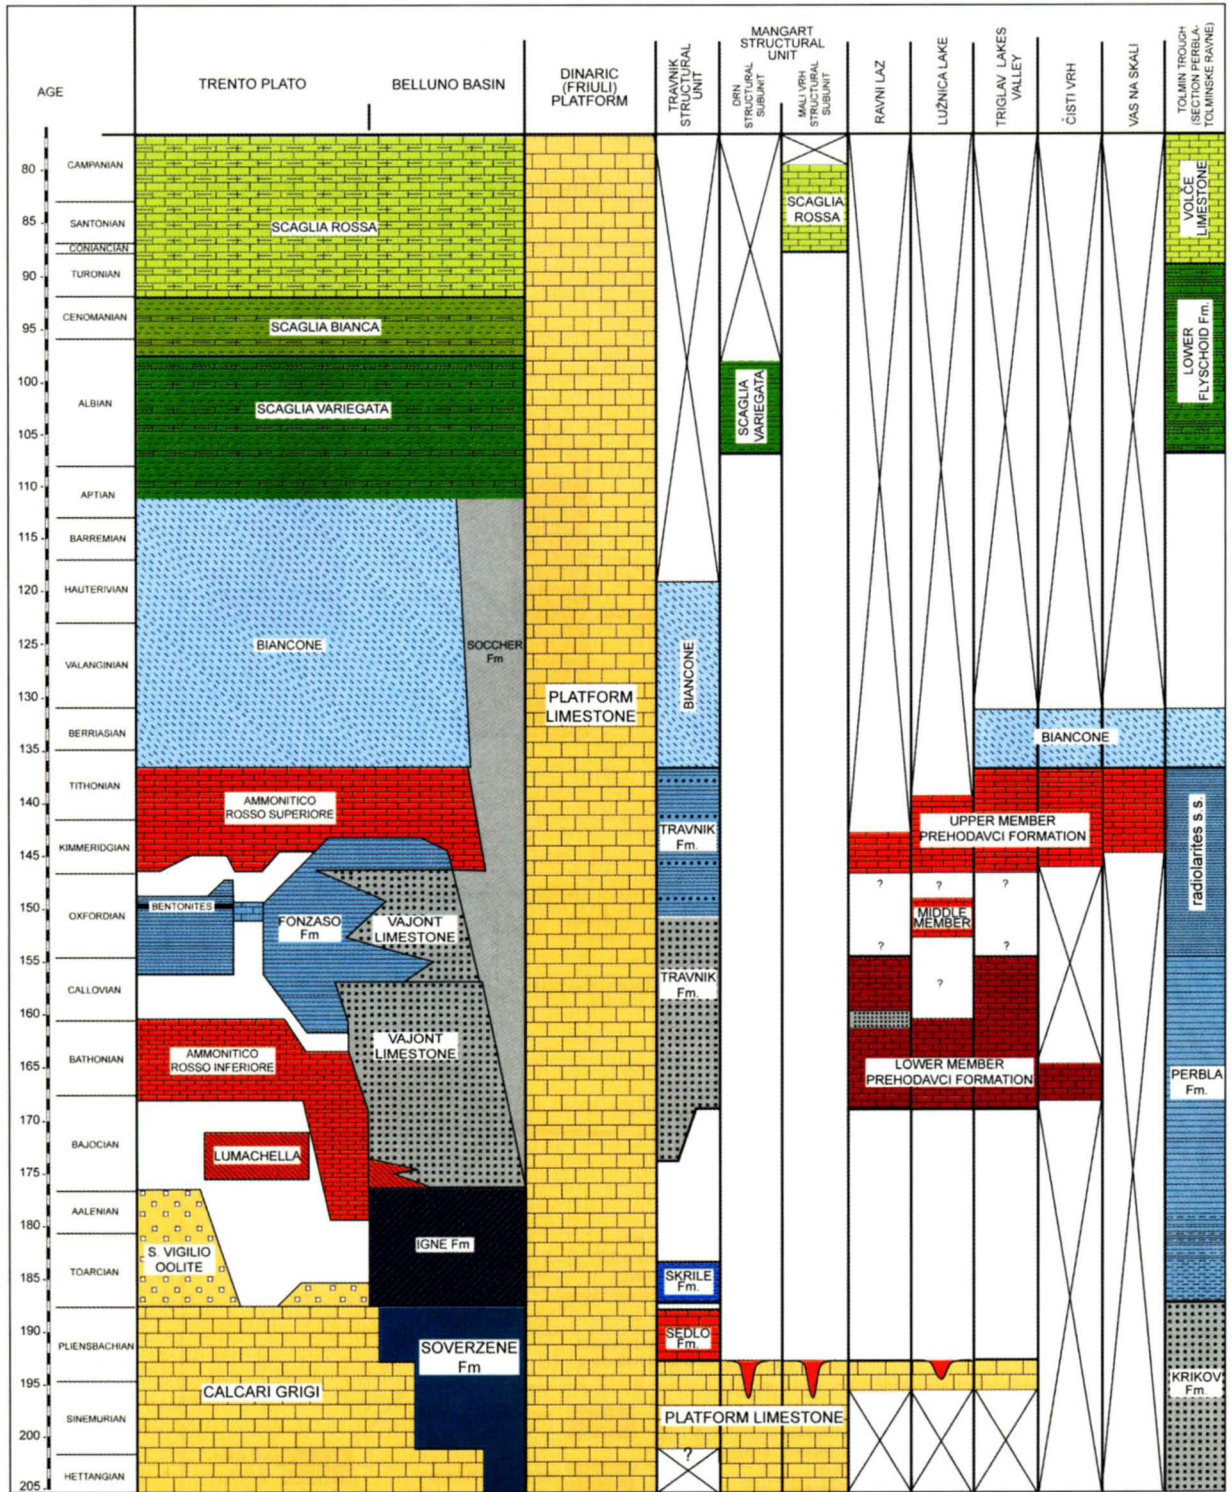 AGE
TRENTO PLATO
BELLUNO BASIN
DINARIC
(FRIULI)
PLATFORM
TRAVNIK
STRUCTURAL
UNIT
MANGART
STRUCTURAL
UNIT
DRN
STRUCTURAL
SUBUNIT
MALI VRH
STRUCTURAL
SUBUNIT
RAVNI LAZ
LUŽNICA LAKE
TRIGLAV LAKES
VALLEY
ČISTI VRH
VAS NA SKALI
TOLMIN TROUGH
(SECTION PERBLA-
TOLMINSKE RAVNE)
80
85
90
95
100
105
110
115
120
125
130
135
140
145
150
155
160
165
170
175
180
185
190
195
200
205
CAMPANIAN
SANTONIAN
CONIANCIAN
TURONIAN
CENOMANIAN
ALBIAN
APTIAN
BARREMIAN
HAUTERIVIAN
VALANGINIAN
BERRIASIAN
TITHONIAN
KIMMERIDGIAN
OXFORDIAN
CALLOVIAN
BATHONIAN
BAJOCIAN
AALENIAN
TOARCIAN
PLIENSBACHIAN
SINEMURIAN
HETTANGIAN
SCAGLIA ROSSA
SCAGLIA BIANCA
SCAGLIA VARIEGATA
BIANCONE
SOCCHER
Fm
AMMONITICO
ROSSO SUPERIORE
BENTONITES
FONZASO
Fm
VAJONT
LIMESTONE
VAJONT
LIMESTONE
AMMONITICO
ROSSO INFERIORE
LUMACHELLA
S. VIGILIO
OOLITE
IGNE Fm
SOVERZENE
Fm
CALCARI GRIGI
PLATFORM
LIMESTONE
BIANCONE
TRAVNIK
Fm.
TRAVNIK
Fm.
SKRILE
Fm.
SEDLO
Fm.
PLATFORM LIMESTONE
?
SCAGLIA
VARIEGATA
SCAGLIA
ROSSA
BIANCONE
UPPER MEMBER
PREHODAVCI FORMATION
? ? ?
MIDDLE
MEMBER
? ?
?
LOWER MEMBER
PREHODAVCI FORMATION
VOLČE
LIMESTONE
LOWER
FLYSCHOID Fm.
radiolarites s.s.
PERBLA
Fm.
KRIKOV
Fm.